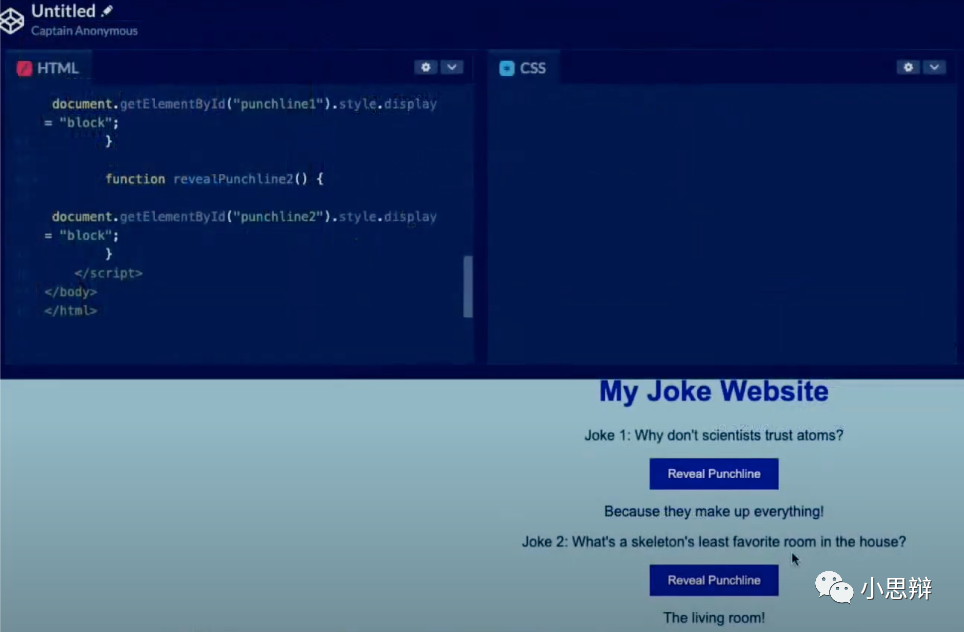 Untitled
Captain Anonymous
HTML
document.getElementById("punchline1").style.display
= "block";
}
function revealPunchline2() {
document.getElementById("punchline2").style.display
= "block";
}
</script>
</body>
</html>
CSS
My Joke Website
Joke 1: Why don't scientists trust atoms?
Reveal Punchline
Because they make up everything!
Joke 2: What's a skeleton's least favorite room in the house?
Reveal Punchline
The living room!
小思辩